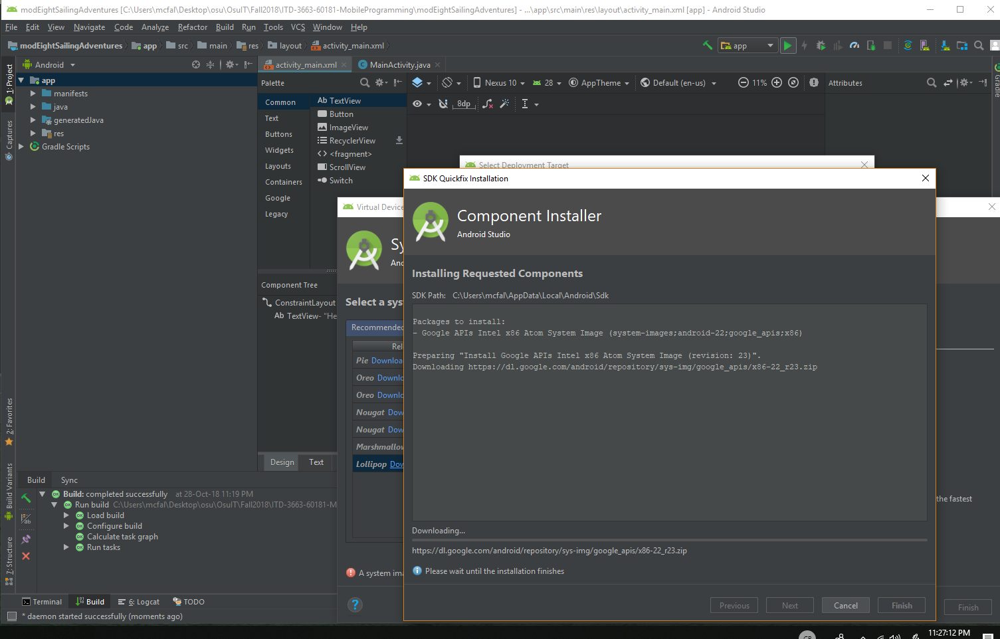 modEightSailingAdventures [C:\Users\mcfal\Desktop\osu\OsuIT\Fall2018\ITD-3663-60181-MobileProgramming\modEightSailingAdventures] - ...\app\src\main\res\layout\activity_main.xml [app] - Android Studio
File Edit View Navigate Code Analyze Refactor Build Run Tools VCS Window Help
modEightSailingAdventures app src main res layout activity_main.xml app
Android activity_main.xml MainActivity.java
1: Project
Captures
2: Favorites
Build Variants
7: Structure
Gradle
app
manifests
java
generatedJava
res
Gradle Scripts
Palette
Common
Text
Buttons
Widgets
Layouts
Containers
Google
Legacy
Ab TextView
Button
ImageView
RecyclerView
<> <fragment>
ScrollView
Switch
Nexus 10 28 AppTheme Default (en-us) 11% Attributes
8dp
Component Tree
ConstraintLayout
Ab TextView- "He
Design Text
Select Deployment Target
Virtual Device
Sy
And
Select a sys
Recommended
Rel
Pie Downloa
Oreo Downlo
Oreo Downlo
Nougat Dow
Nougat Dow
Marshmallow
Lollipop Dow
A system ima
the fastest
?
Finish
SDK Quickfix Installation
Component Installer
Android Studio
Installing Requested Components
SDK Path: C:\Users\mcfal\AppData\Local\Android\Sdk
Packages to install:
- Google APIs Intel x86 Atom System Image (system-images;android-22;google_apis;x86)
Preparing "Install Google APIs Intel x86 Atom System Image (revision: 23)".
Downloading https://dl.google.com/android/repository/sys-img/google_apis/x86-22_r23.zip
Downloading...
https://dl.google.com/android/repository/sys-img/google_apis/x86-22_r23.zip
Please wait until the installation finishes
Previous Next Cancel Finish
Build Sync
Build: completed successfully at 28-Oct-18 11:19 PM
Run build C:\Users\mcfal\Desktop\osu\OsuIT\Fall2018\ITD-3663-60181-M
Load build
Configure build
Calculate task graph
Run tasks
Terminal Build 6: Logcat TODO
* daemon started successfully (moments ago)
11:27:12 PM